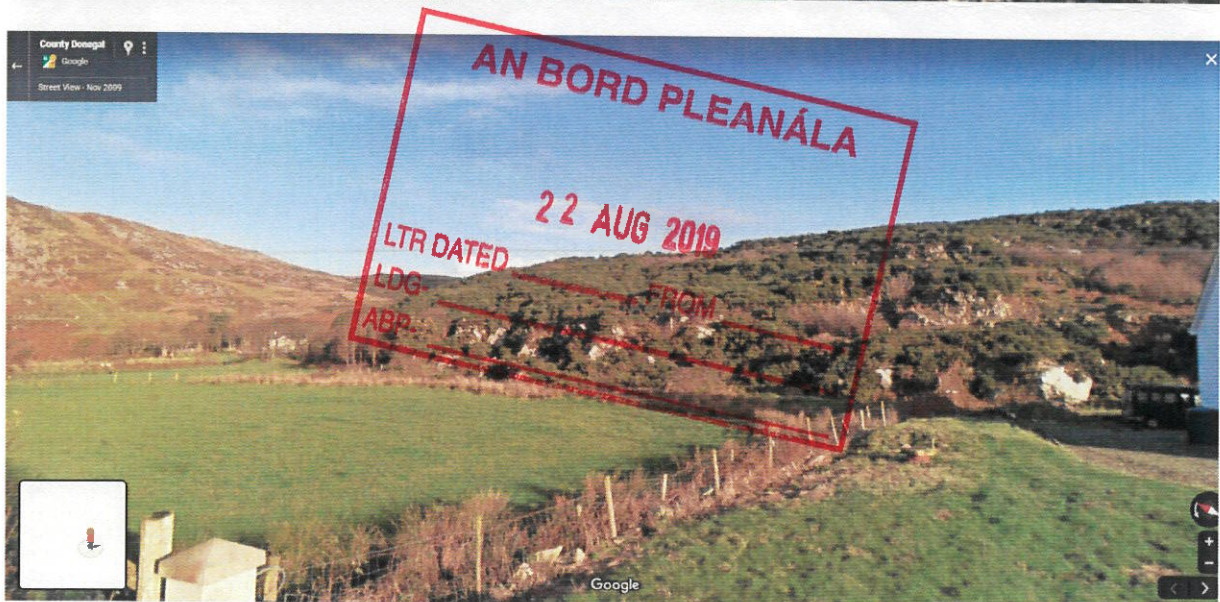 County Donegal
Google
Street View - Nov 2009
AN BORD PLEANÁLA
22 AUG 2019
LTR DATED FROM
LDG-
ABP-
Google